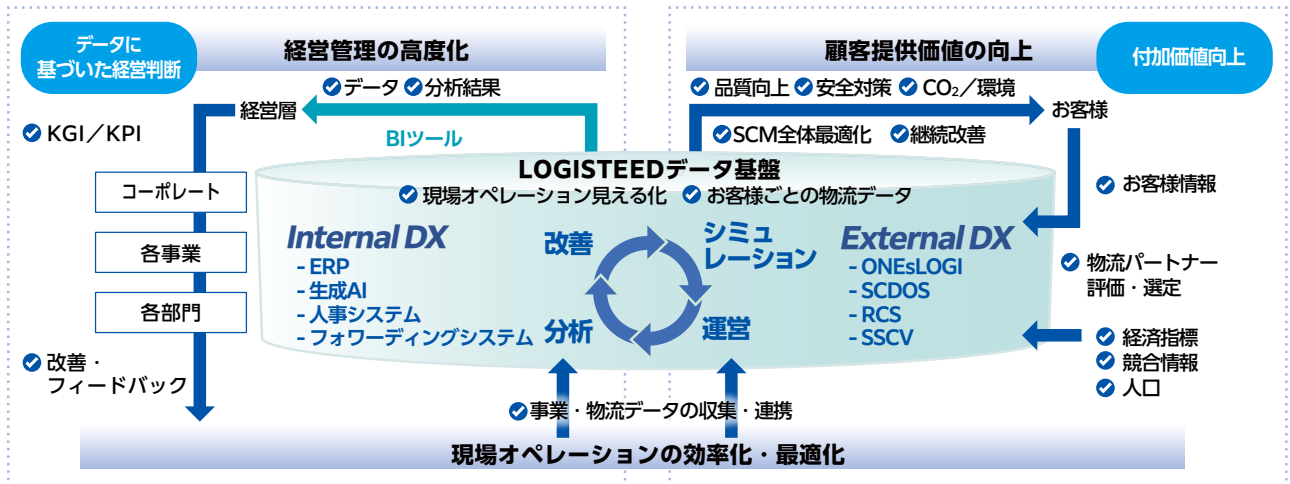 データに
基づいた経営判断
経営管理の高度化
データ 分析結果
経営層
KGI／KPI
BIツール
コーポレート
各事業
各部門
改善・
フィードバック
顧客提供価値の向上
付加価値向上
品質向上 安全対策 CO₂／環境
お客様
SCM全体最適化 継続改善
お客様情報
物流パートナー
評価・選定
経済指標
競合情報
人口
LOGISTEEDデータ基盤
現場オペレーション見える化 お客様ごとの物流データ
Internal DX
- ERP
- 生成AI
- 人事システム
- フォワーディングシステム
改善
シミュ
レーション
分析
運営
External DX
- ONEsLOGI
- SCDOS
- RCS
- SSCV
事業・物流データの収集・連携
現場オペレーションの効率化・最適化